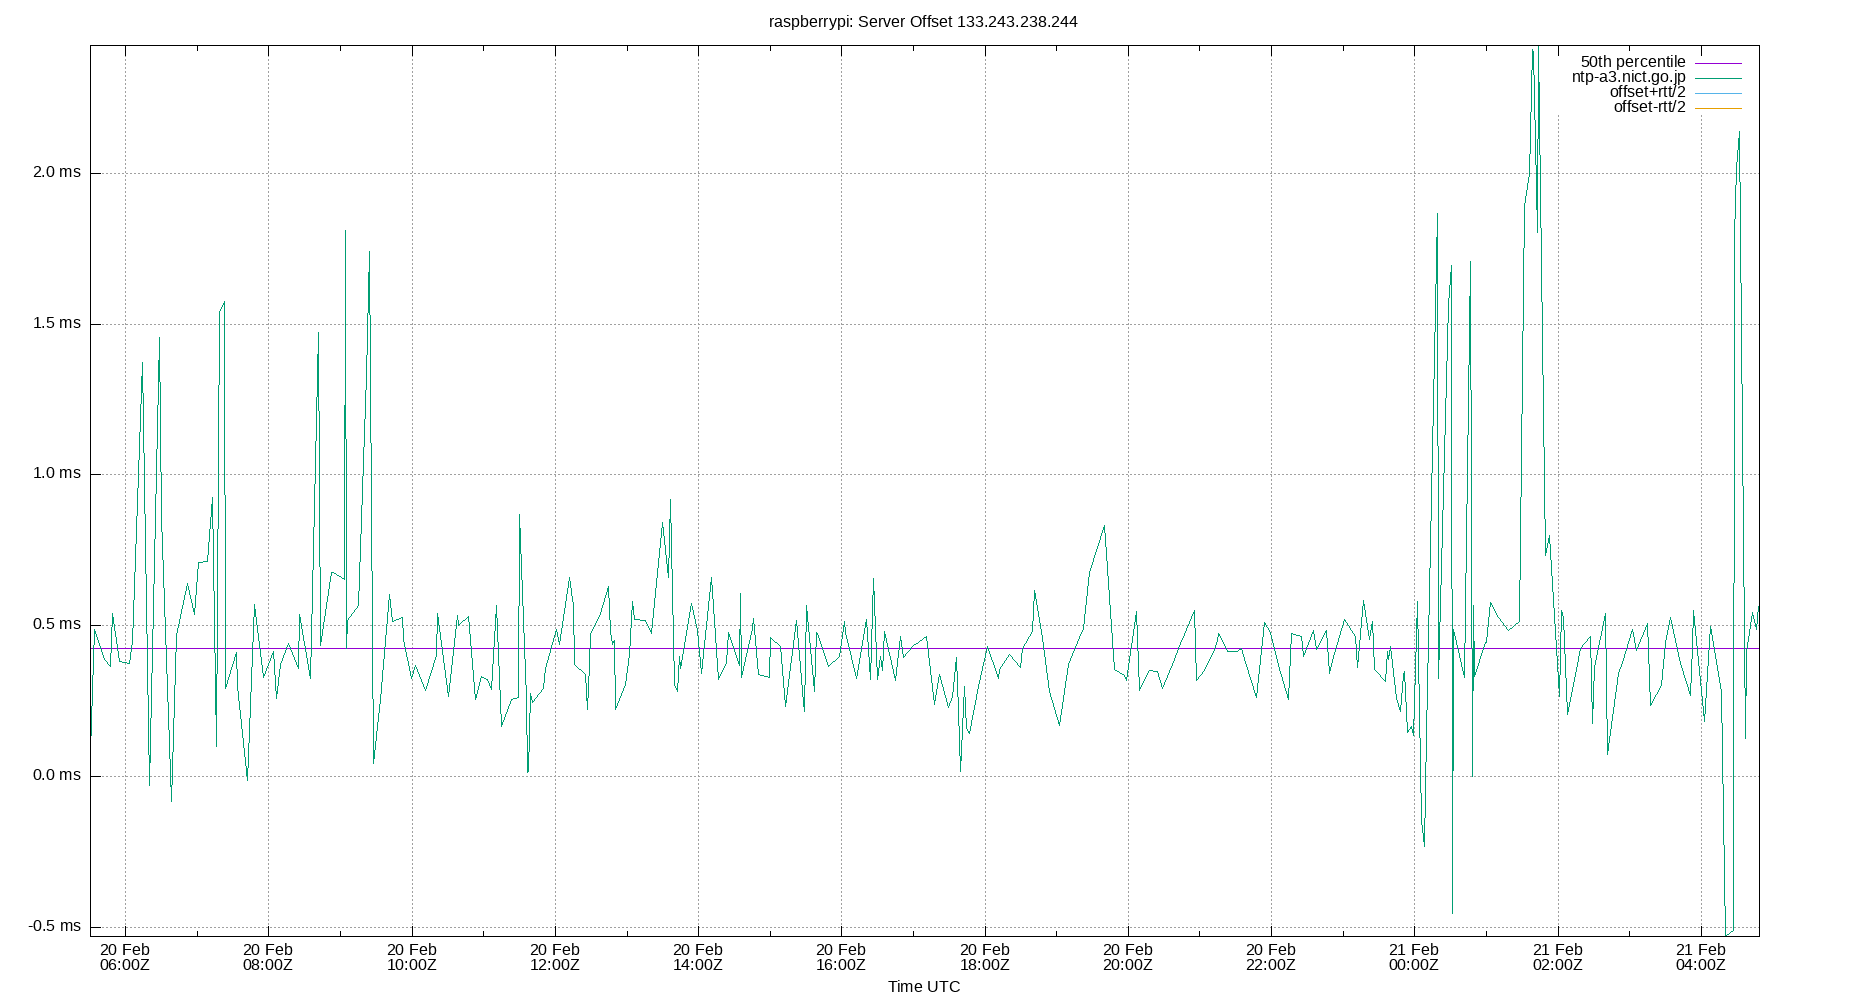 raspberrypi: Server Offset 133.243.238.244
50th percentile
ntp-a3.nict.go.jp
offset+rtt/2
offset-rtt/2
2.0 ms
1.5 ms
1.0 ms
0.5 ms
0.0 ms
-0.5 ms
20 Feb 20 Feb 20 Feb 20 Feb 20 Feb 20 Feb 20 Feb 20 Feb 20 Feb 21 Feb 21 Feb 21 Feb
06:00Z 08:00Z 10:00Z 12:00Z 14:00Z 16:00Z 18:00Z 20:00Z 22:00Z 00:00Z 02:00Z 04:00Z
Time UTC